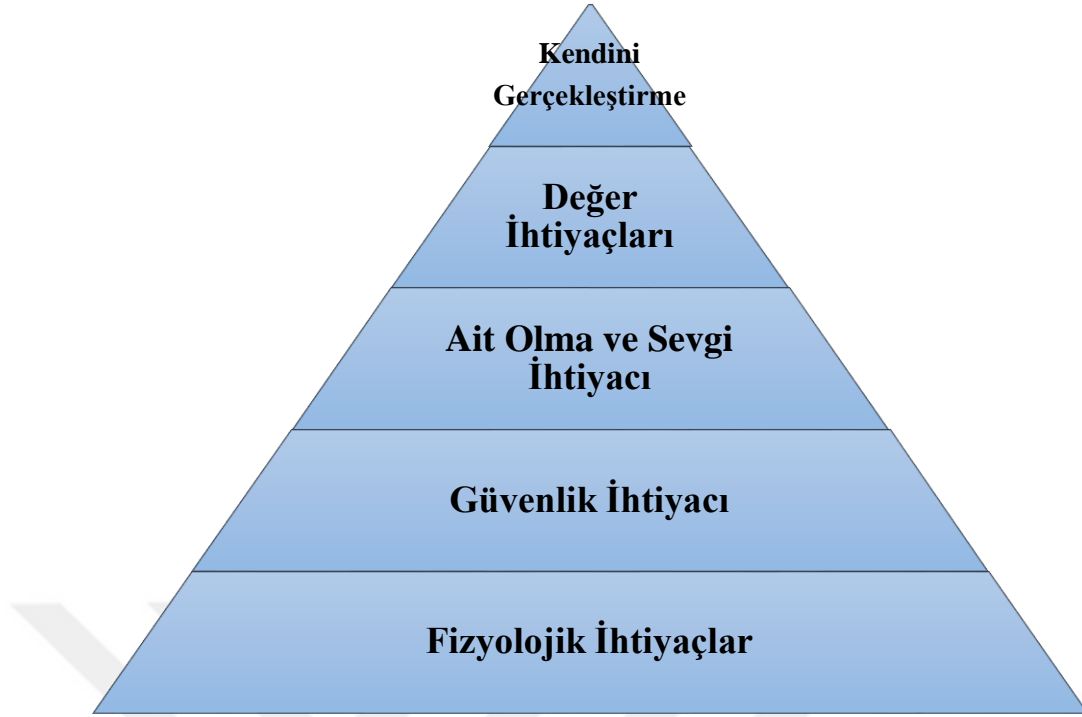 Kendini
Gerçekleştirme
Değer
İhtiyaçları
Ait Olma ve Sevgi
İhtiyacı
Güvenlik İhtiyacı
Fizyolojik İhtiyaçlar